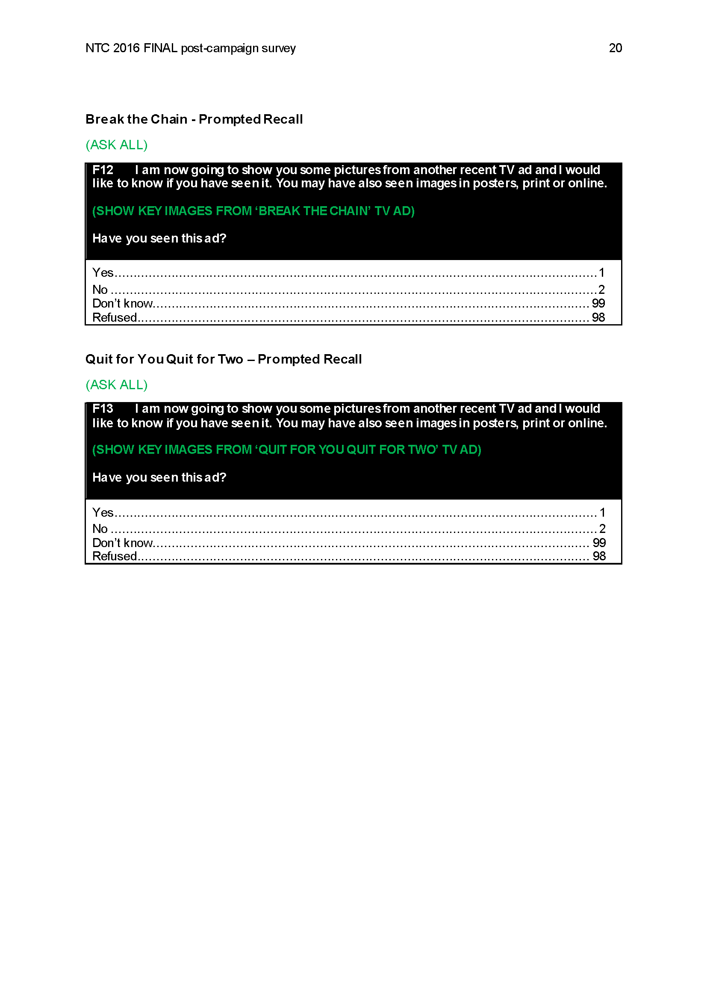 NTC 2016 FINAL post-campaign survey 20
Break the Chain - Prompted Recall
(ASK ALL)
F12 I am now going to show you some pictures from another recent TV ad and I would
like to know if you have seen it. You may have also seen images in posters, print or online.
(SHOW KEY IMAGES FROM ‘BREAK THE CHAIN’ TV AD)
Have you seen this ad?
Yes........................................................................................................................1
No ........................................................................................................................2
Don’t know............................................................................................................ 99
Refused................................................................................................................ 98
Quit for You Quit for Two – Prompted Recall
(ASK ALL)
F13 I am now going to show you some pictures from another recent TV ad and I would
like to know if you have seen it. You may have also seen images in posters, print or online.
(SHOW KEY IMAGES FROM ‘QUIT FOR YOU QUIT FOR TWO’ TV AD)
Have you seen this ad?
Yes........................................................................................................................ 1
No ........................................................................................................................ 2
Don’t know............................................................................................................ 99
Refused................................................................................................................ 98